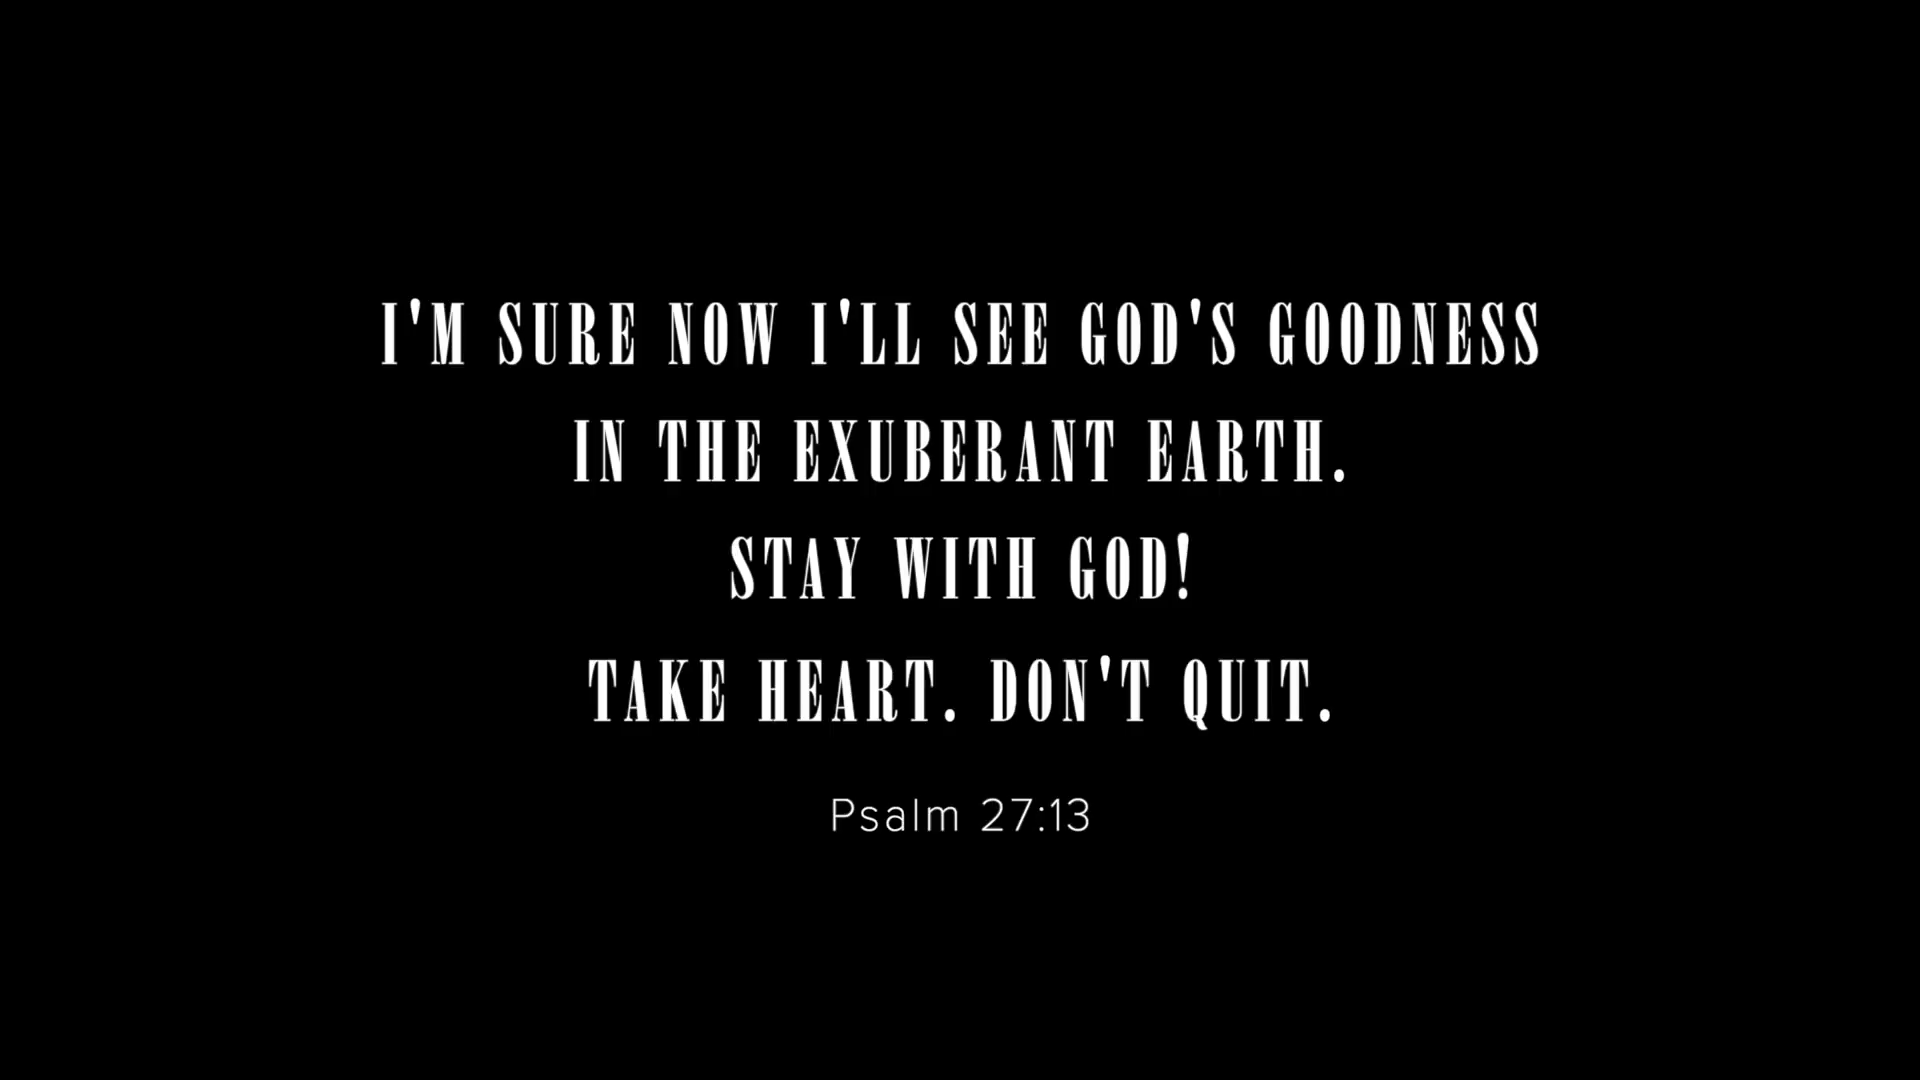 I'M SURE NOW I'LL SEE GOD'S GOODNESS
IN THE EXUBERANT EARTH.
STAY WITH GOD!
TAKE HEART. DON'T QUIT.
Psalm 27:13